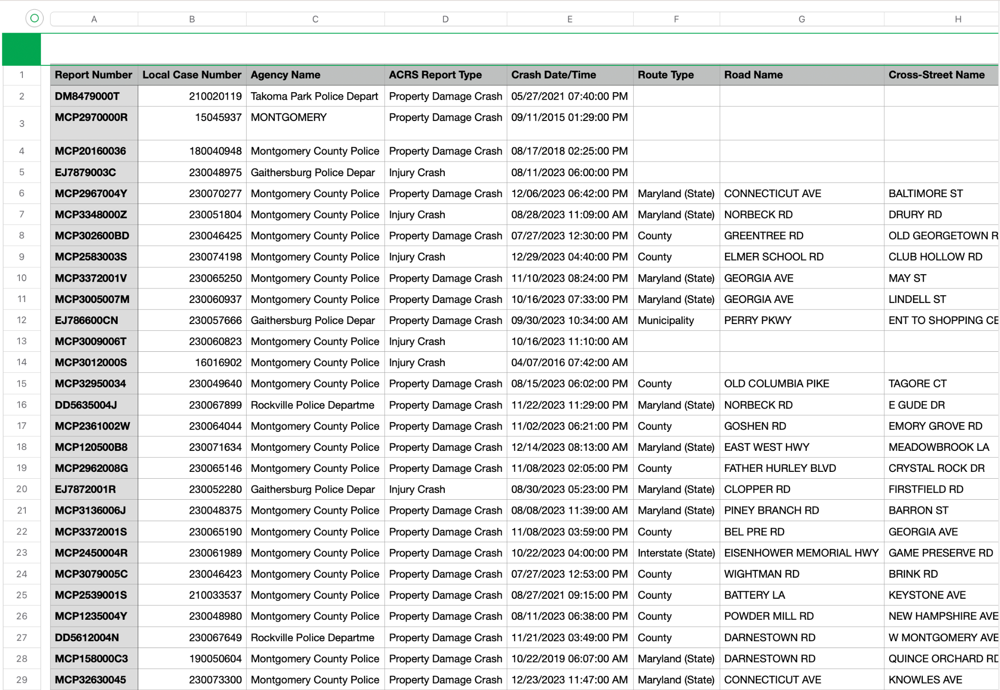 A B C D E F G H
1 Report Number Local Case Number Agency Name ACRS Report Type Crash Date/Time Route Type Road Name Cross-Street Name
2 DM8479000T 210020119 Takoma Park Police Depart Property Damage Crash 05/27/2021 07:40:00 PM
3 MCP2970000R 15045937 MONTGOMERY Property Damage Crash 09/11/2015 01:29:00 PM
4 MCP20160036 180040948 Montgomery County Police Property Damage Crash 08/17/2018 02:25:00 PM
5 EJ7879003C 230048975 Gaithersburg Police Depar Injury Crash 08/11/2023 06:00:00 PM
6 MCP2967004Y 230070277 Montgomery County Police Property Damage Crash 12/06/2023 06:42:00 PM Maryland (State) CONNECTICUT AVE BALTIMORE ST
7 MCP3348000Z 230051804 Montgomery County Police Injury Crash 08/28/2023 11:09:00 AM Maryland (State) NORBECK RD DRURY RD
8 MCP302600BD 230046425 Montgomery County Police Property Damage Crash 07/27/2023 12:30:00 PM County GREENTREE RD OLD GEORGETOWN R
9 MCP2583003S 230074198 Montgomery County Police Injury Crash 12/29/2023 04:40:00 PM County ELMER SCHOOL RD CLUB HOLLOW RD
10 MCP3372001V 230065250 Montgomery County Police Property Damage Crash 11/10/2023 08:24:00 PM Maryland (State) GEORGIA AVE MAY ST
11 MCP3005007M 230060937 Montgomery County Police Property Damage Crash 10/16/2023 07:33:00 PM Maryland (State) GEORGIA AVE LINDELL ST
12 EJ786600CN 230057666 Gaithersburg Police Depar Property Damage Crash 09/30/2023 10:34:00 AM Municipality PERRY PKWY ENT TO SHOPPING CE
13 MCP3009006T 230060823 Montgomery County Police Injury Crash 10/16/2023 11:10:00 AM
14 MCP3012000S 16016902 Montgomery County Police Injury Crash 04/07/2016 07:42:00 AM
15 MCP32950034 230049640 Montgomery County Police Property Damage Crash 08/15/2023 06:02:00 PM County OLD COLUMBIA PIKE TAGORE CT
16 DD5635004J 230067899 Rockville Police Departme Property Damage Crash 11/22/2023 11:29:00 PM Maryland (State) NORBECK RD E GUDE DR
17 MCP2361002W 230064044 Montgomery County Police Property Damage Crash 11/02/2023 06:21:00 PM County GOSHEN RD EMORY GROVE RD
18 MCP120500B8 230071634 Montgomery County Police Property Damage Crash 12/14/2023 08:13:00 AM Maryland (State) EAST WEST HWY MEADOWBROOK LA
19 MCP2962008G 230065146 Montgomery County Police Property Damage Crash 11/08/2023 02:05:00 PM County FATHER HURLEY BLVD CRYSTAL ROCK DR
20 EJ7872001R 230052280 Gaithersburg Police Depar Injury Crash 08/30/2023 05:23:00 PM Maryland (State) CLOPPER RD FIRSTFIELD RD
21 MCP3136006J 230048375 Montgomery County Police Property Damage Crash 08/08/2023 11:39:00 AM Maryland (State) PINEY BRANCH RD BARRON ST
22 MCP3372001S 230065190 Montgomery County Police Property Damage Crash 11/08/2023 03:59:00 PM County BEL PRE RD GEORGIA AVE
23 MCP2450004R 230061989 Montgomery County Police Property Damage Crash 10/22/2023 04:00:00 PM Interstate (State) EISENHOWER MEMORIAL HWY GAME PRESERVE RD
24 MCP3079005C 230046423 Montgomery County Police Property Damage Crash 07/27/2023 12:53:00 PM County WIGHTMAN RD BRINK RD
25 MCP2539001S 210033537 Montgomery County Police Property Damage Crash 08/27/2021 09:15:00 PM County BATTERY LA KEYSTONE AVE
26 MCP1235004Y 230048980 Montgomery County Police Property Damage Crash 08/11/2023 06:38:00 PM County POWDER MILL RD NEW HAMPSHIRE AVE
27 DD5612004N 230067649 Rockville Police Departme Property Damage Crash 11/21/2023 03:49:00 PM County DARNESTOWN RD W MONTGOMERY AVE
28 MCP158000C3 190050604 Montgomery County Police Property Damage Crash 10/22/2019 06:07:00 AM Maryland (State) DARNESTOWN RD QUINCE ORCHARD RD
29 MCP32630045 230073300 Montgomery County Police Property Damage Crash 12/23/2023 11:47:00 AM Maryland (State) CONNECTICUT AVE KNOWLES AVE